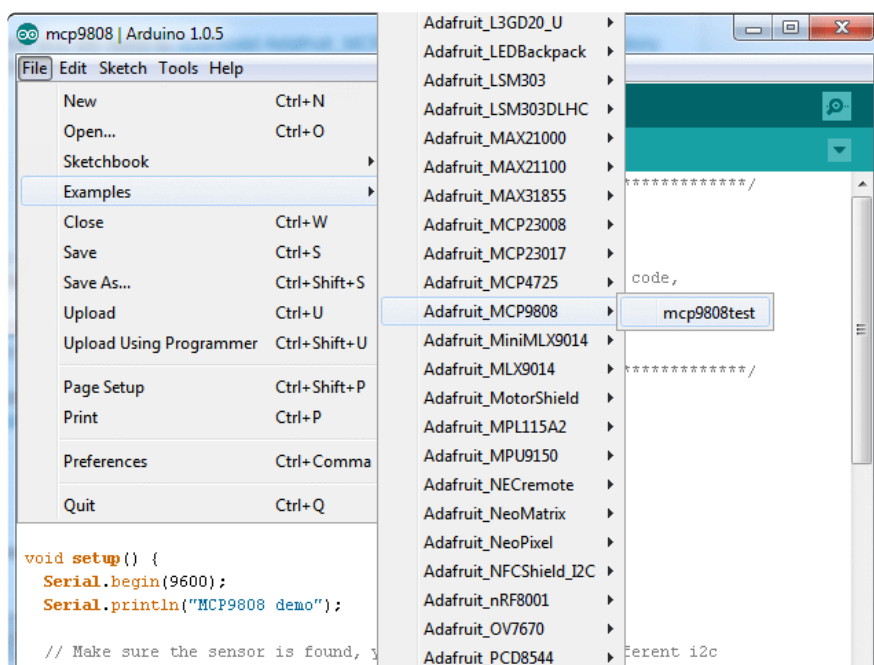 mcp9808 | Arduino 1.0.5
File Edit Sketch Tools Help
New Ctrl+N
Open... Ctrl+O
Sketchbook
Examples
Close Ctrl+W
Save Ctrl+S
Save As... Ctrl+Shift+S
Upload Ctrl+U
Upload Using Programmer Ctrl+Shift+U
Page Setup Ctrl+Shift+P
Print Ctrl+P
Preferences Ctrl+Comma
Quit Ctrl+Q
Adafruit_L3GD20_U
Adafruit_LEDBackpack
Adafruit_LSM303
Adafruit_LSM303DLHC
Adafruit_MAX21000
Adafruit_MAX21100
Adafruit_MAX31855
Adafruit_MCP23008
Adafruit_MCP23017
Adafruit_MCP4725
Adafruit_MCP9808
Adafruit_MiniMLX9014
Adafruit_MLX9014
Adafruit_MotorShield
Adafruit_MPL115A2
Adafruit_MPU9150
Adafruit_NECremote
Adafruit_NeoMatrix
Adafruit_NeoPixel
Adafruit_NFCShield_I2C
Adafruit_nRF8001
Adafruit_OV7670
Adafruit_PCD8544
mcp9808test
*************/
code,
*************/
void setup() {
Serial.begin(9600);
Serial.println("MCP9808 demo");
// Make sure the sensor is found, y
ferent i2c